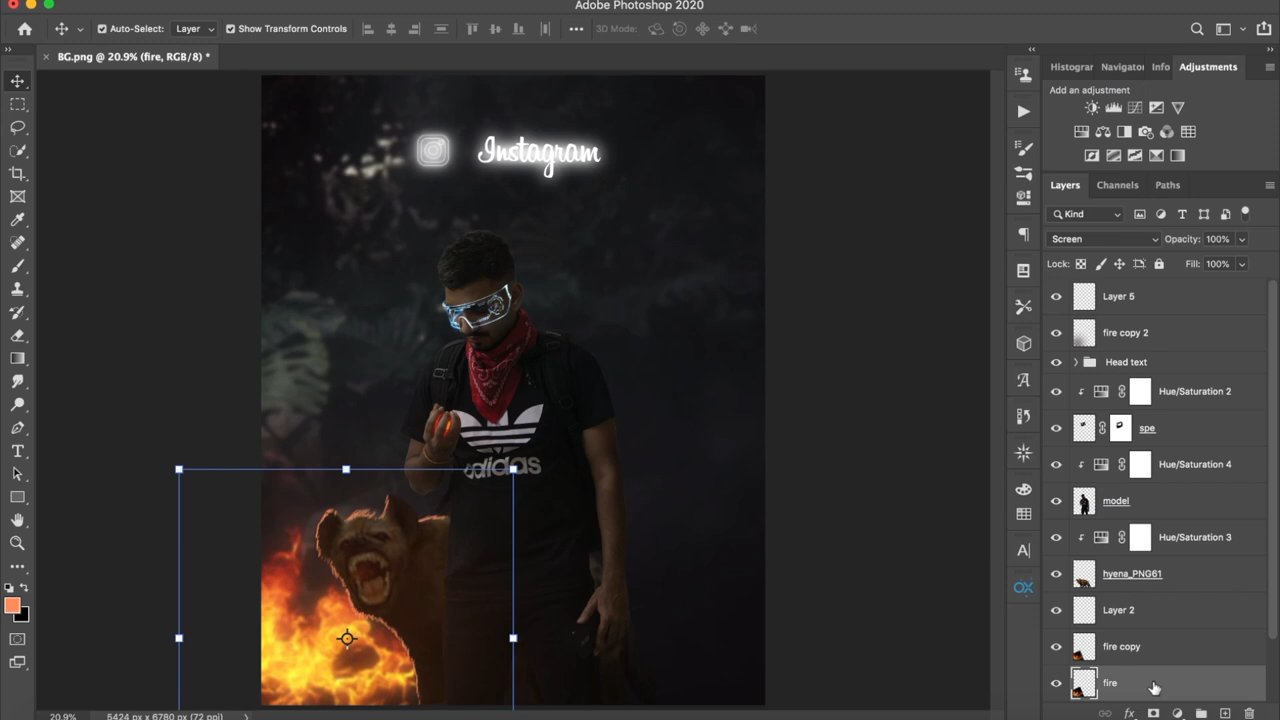 Adobe Photoshop 2020
Auto-Select: Layer Show Transform Controls 3D Mode:
BG.png @ 20.9% (fire, RGB/8) *
Histogran Navigato Info Adjustments
Add an adjustment
Layers Channels Paths
Kind
Screen Opacity: 100%
Lock: Fill: 100%
Layer 5
fire copy 2
Head text
Hue/Saturation 2
spe
Hue/Saturation 4
model
Hue/Saturation 3
hyena_PNG61
Layer 2
fire copy
fire
Instagram
adidas
20.9% 5424 px x 6780 px (72 ppi)